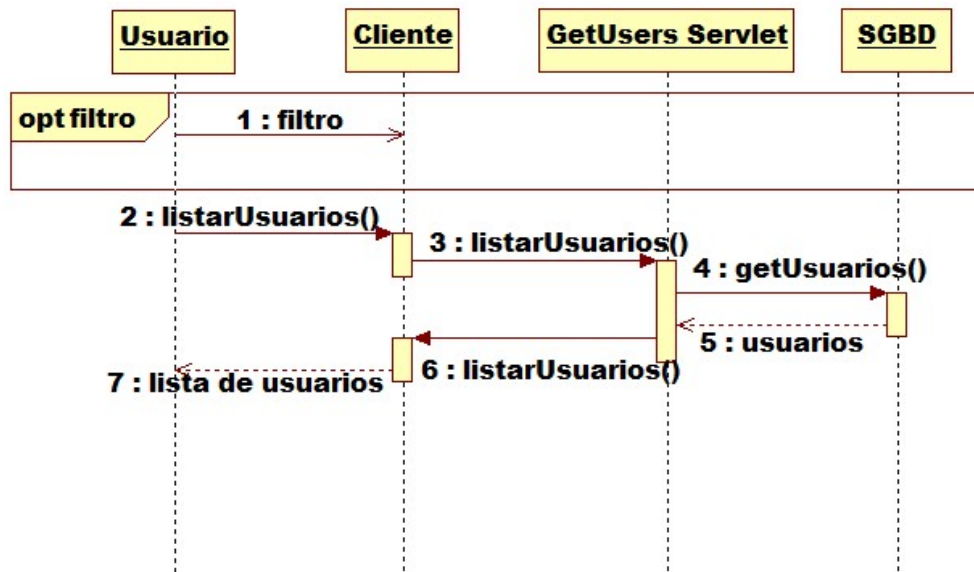 Usuario
Cliente
GetUsers Servlet
SGBD
opt filtro
1 : filtro
2 : listarUsuarios()
3 : listarUsuarios()
4 : getUsuarios()
5 : usuarios
6 : listarUsuarios()
7 : lista de usuarios